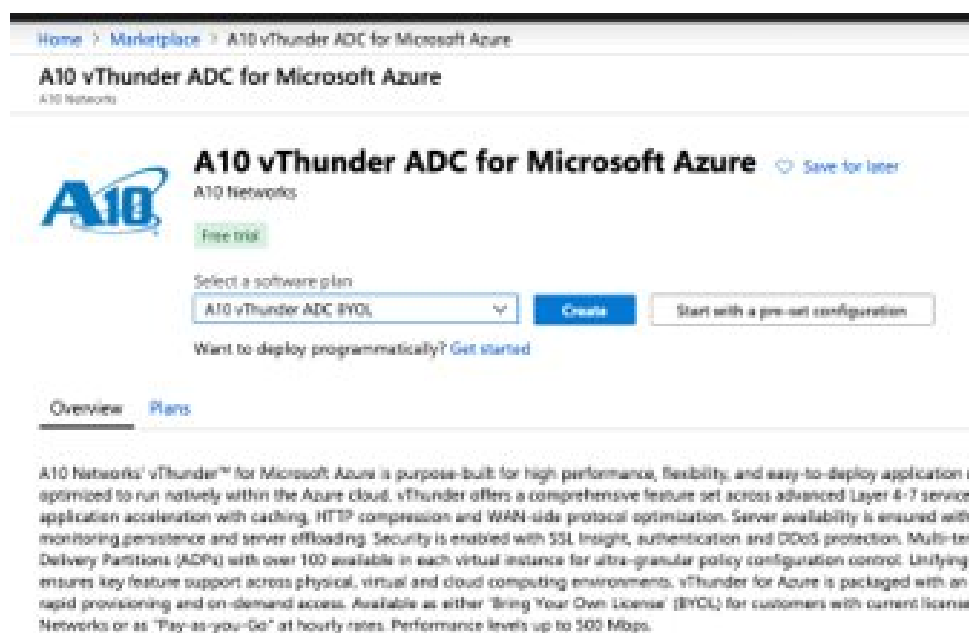 Home > Marketplace > A10 vThunder ADC for Microsoft Azure
A10 vThunder ADC for Microsoft Azure
A10 Networks
A10
A10 vThunder ADC for Microsoft Azure
Save for later
A10 Networks
Free trial
Select a software plan
A10 vThunder ADC BYOL
Create
Start with a pre-set configuration
Want to deploy programmatically? Get started
Overview Plans
A10 Networks' vThunder™ for Microsoft Azure is purpose-built for high performance, flexibility, and easy-to-deploy application
optimized to run natively within the Azure cloud. vThunder offers a comprehensive feature set across advanced Layer 4-7 service
application acceleration with caching, HTTP compression and WAN-side protocol optimization. Server availability is ensured with
monitoring,persistence and server offloading. Security is enabled with SSL Insight, authentication and DDoS protection. Multi-ten
Delivery Partitions (ADPs) with over 100 available in each virtual instance for ultra-granular policy configuration control. Unifying
ensures key feature support across physical, virtual and cloud computing environments. vThunder for Azure is packaged with an
rapid provisioning and on-demand access. Available as either "Bring Your Own License" (BYOL) for customers with current license
Networks or as "Pay-as-you-Go" at hourly rates. Performance levels up to 500 Mbps.